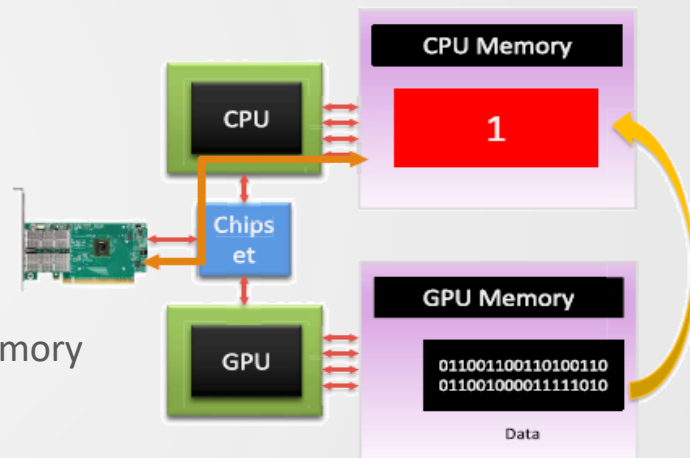 CPU Memory
CPU
1
Chips
et
GPU Memory
mory
GPU
011001100110100110
011001000011111010
Data